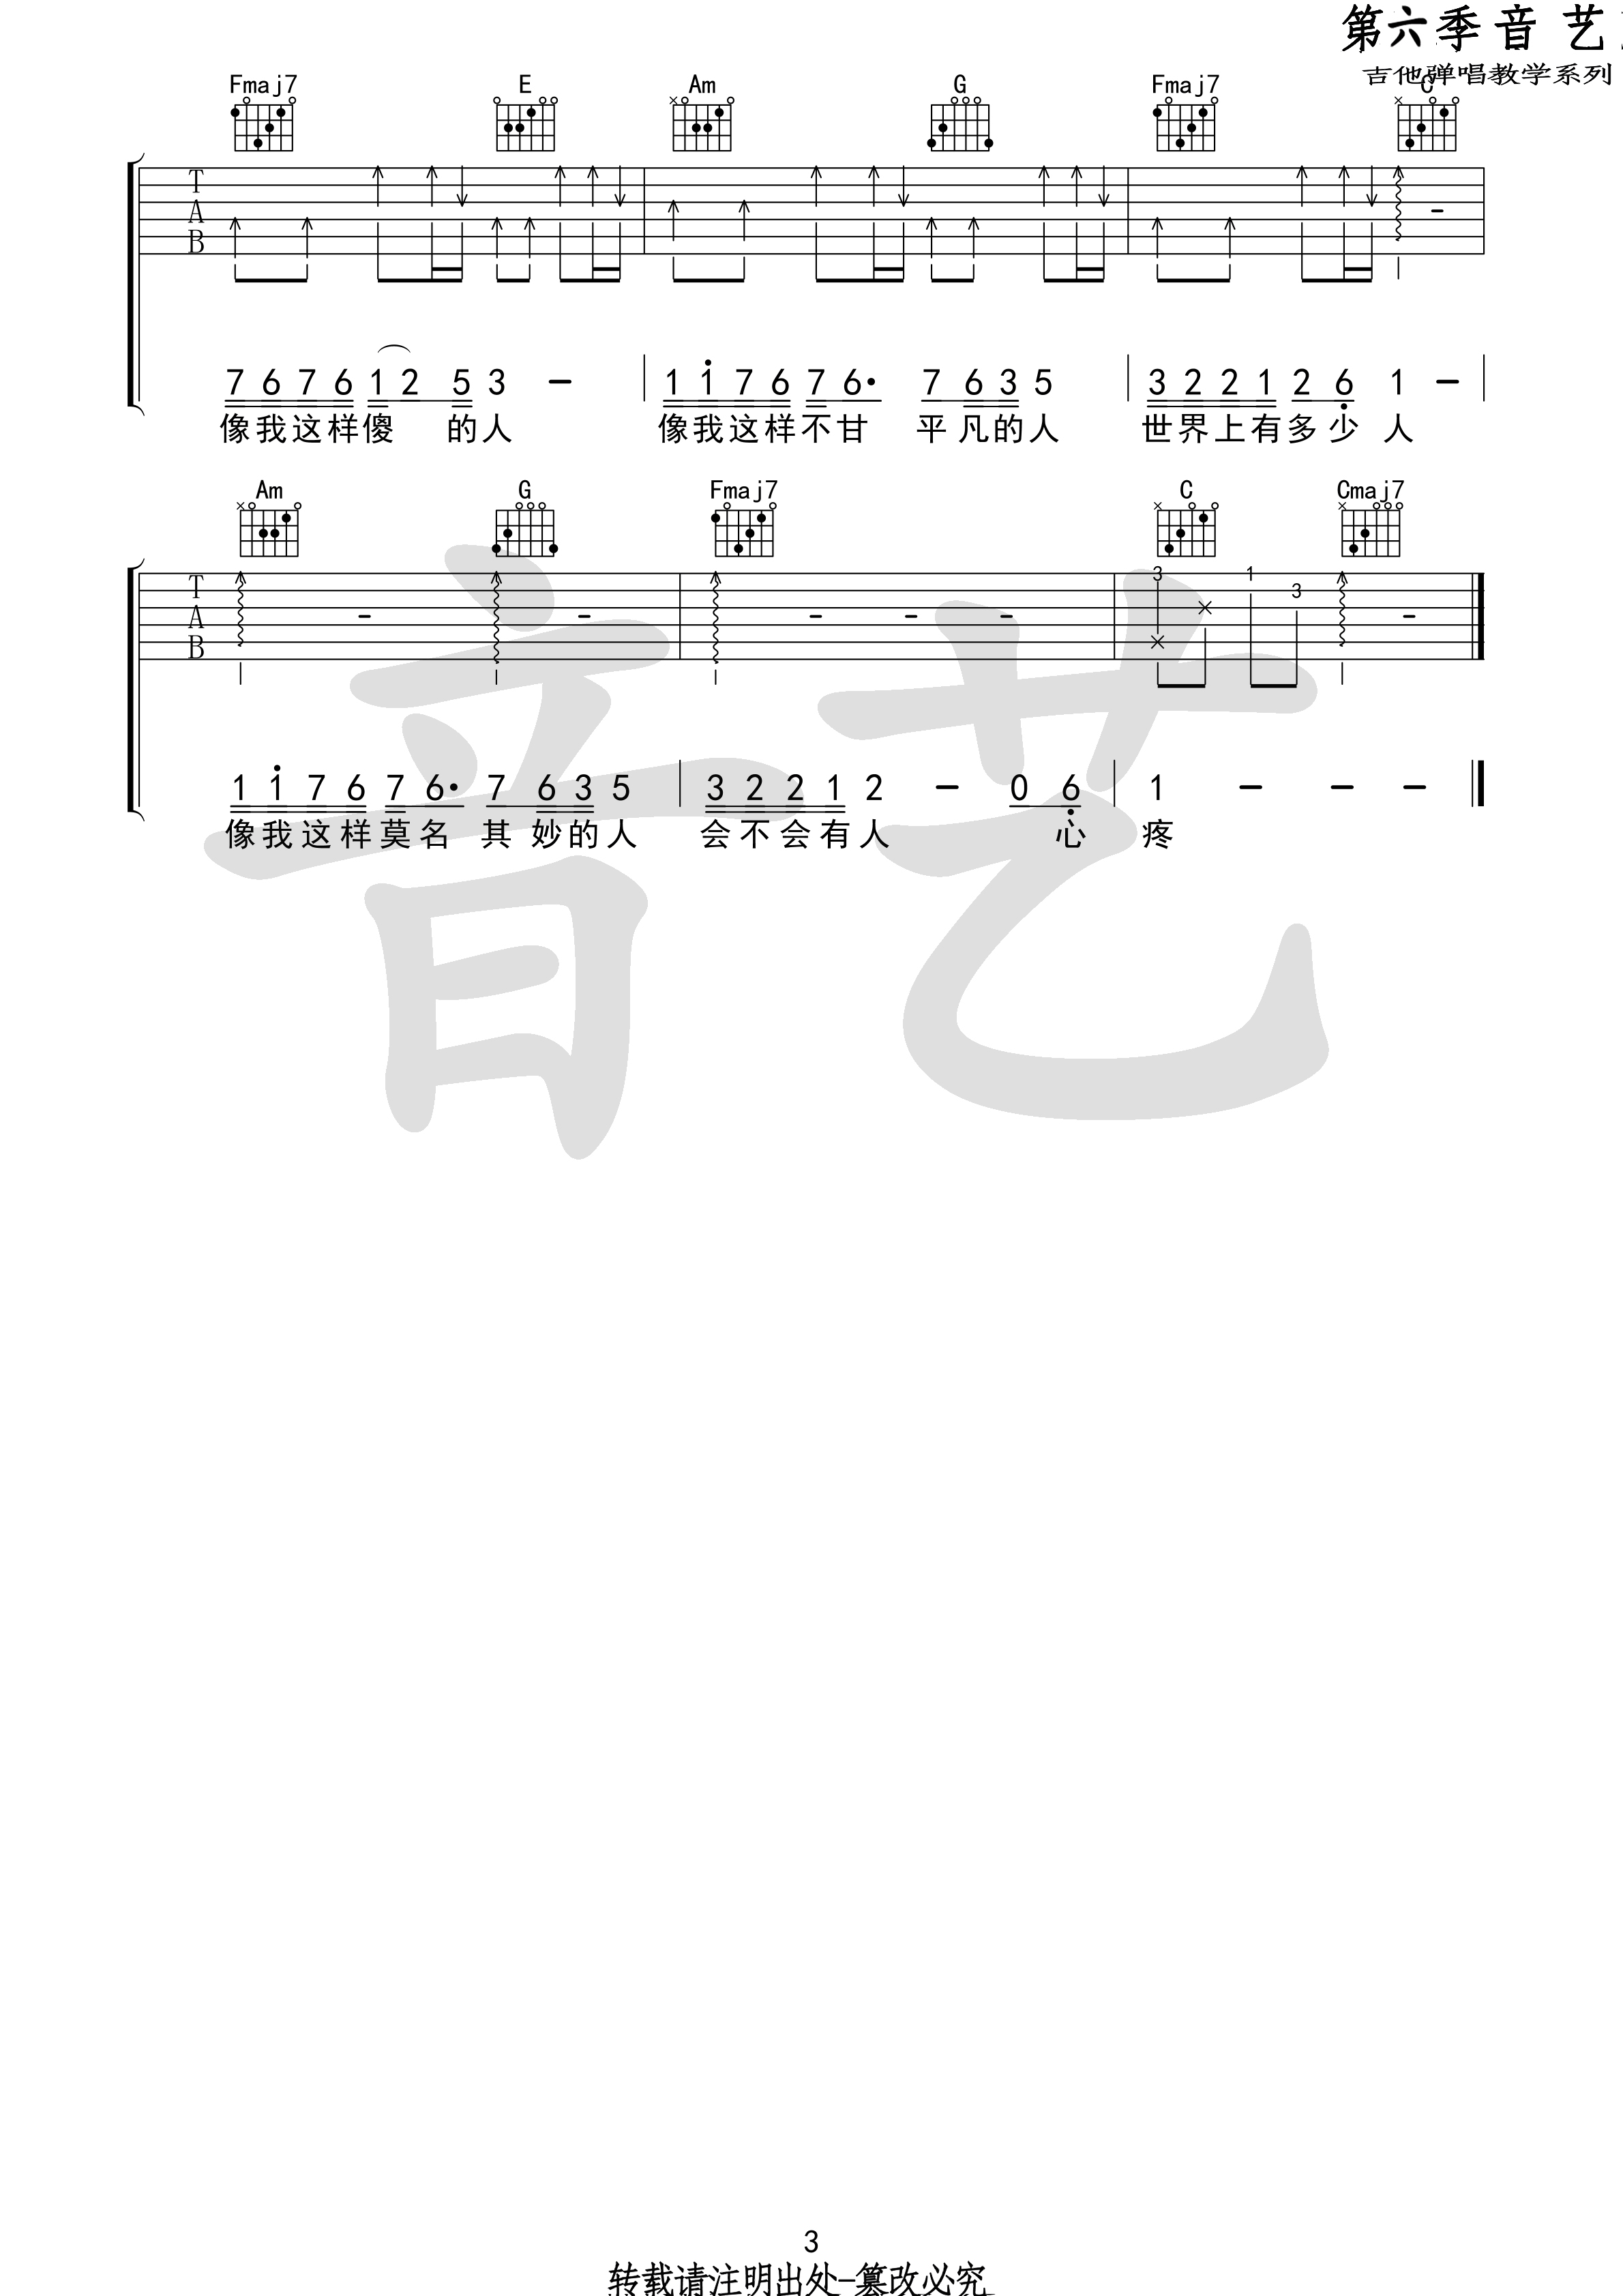 第六季音 艺
吉他弹唱教学系列
Fmaj7 E Am G Fmaj7 C
T
A
B
7 6 7 6 1 2 5 3 - 1 1 7 6 7 6· 7 6 3 5 3 2 2 1 2 6 1 -
像我这样傻 的人 像我这样不甘 平凡的人 世界上有多少 人
Am G Fmaj7 C Cmaj7
3 1
3
T
A
B
1 1 7 6 7 6· 7 6 3 5 3 2 2 1 2 - 0 6 1 - - -
像我这样莫名 其 妙的人 会不会有人 心 疼
音艺
3
转载请注明出处-篡改必究